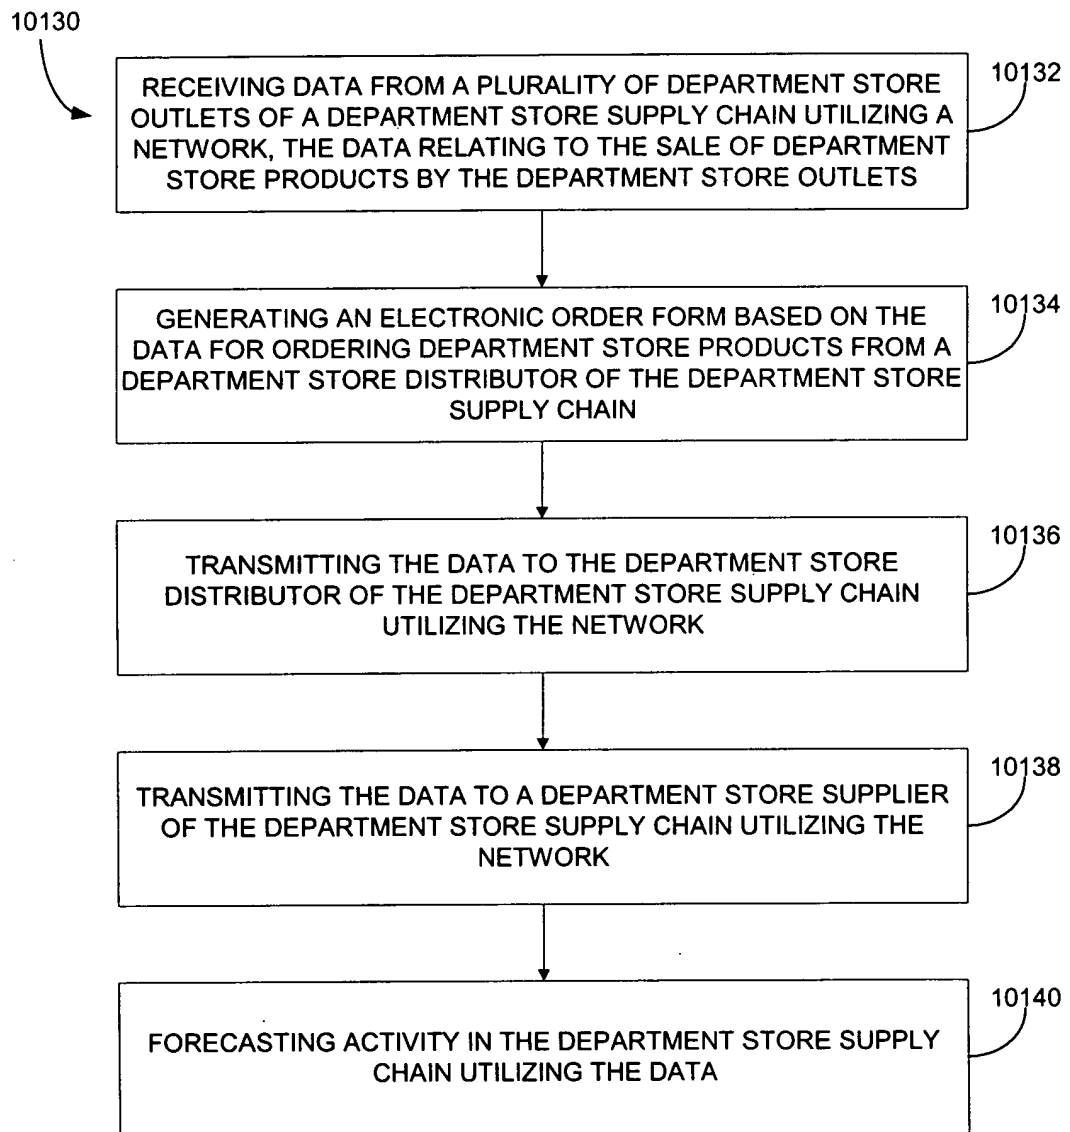 10130
RECEIVING DATA FROM A PLURALITY OF DEPARTMENT STORE
OUTLETS OF A DEPARTMENT STORE SUPPLY CHAIN UTILIZING A
NETWORK, THE DATA RELATING TO THE SALE OF DEPARTMENT
STORE PRODUCTS BY THE DEPARTMENT STORE OUTLETS
10132
GENERATING AN ELECTRONIC ORDER FORM BASED ON THE
DATA FOR ORDERING DEPARTMENT STORE PRODUCTS FROM A
DEPARTMENT STORE DISTRIBUTOR OF THE DEPARTMENT STORE
SUPPLY CHAIN
10134
TRANSMITTING THE DATA TO THE DEPARTMENT STORE
DISTRIBUTOR OF THE DEPARTMENT STORE SUPPLY CHAIN
UTILIZING THE NETWORK
10136
TRANSMITTING THE DATA TO A DEPARTMENT STORE SUPPLIER
OF THE DEPARTMENT STORE SUPPLY CHAIN UTILIZING THE
NETWORK
10138
FORECASTING ACTIVITY IN THE DEPARTMENT STORE SUPPLY
CHAIN UTILIZING THE DATA
10140